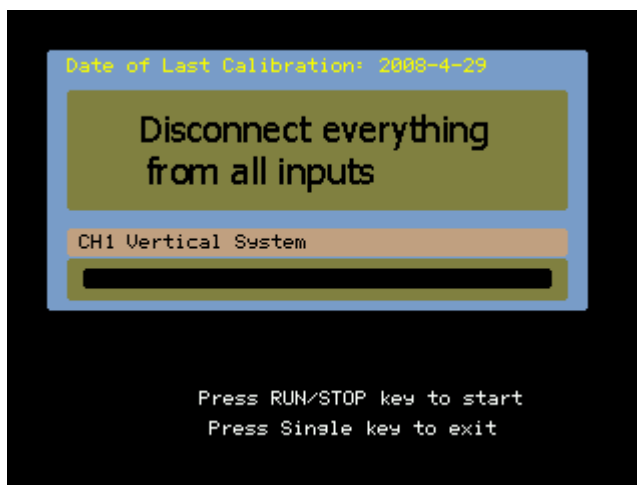 Date of Last Calibration: 2008-4-29
Disconnect everything
from all inputs
CH1 Vertical System
Press RUN/STOP key to start
Press Single key to exit